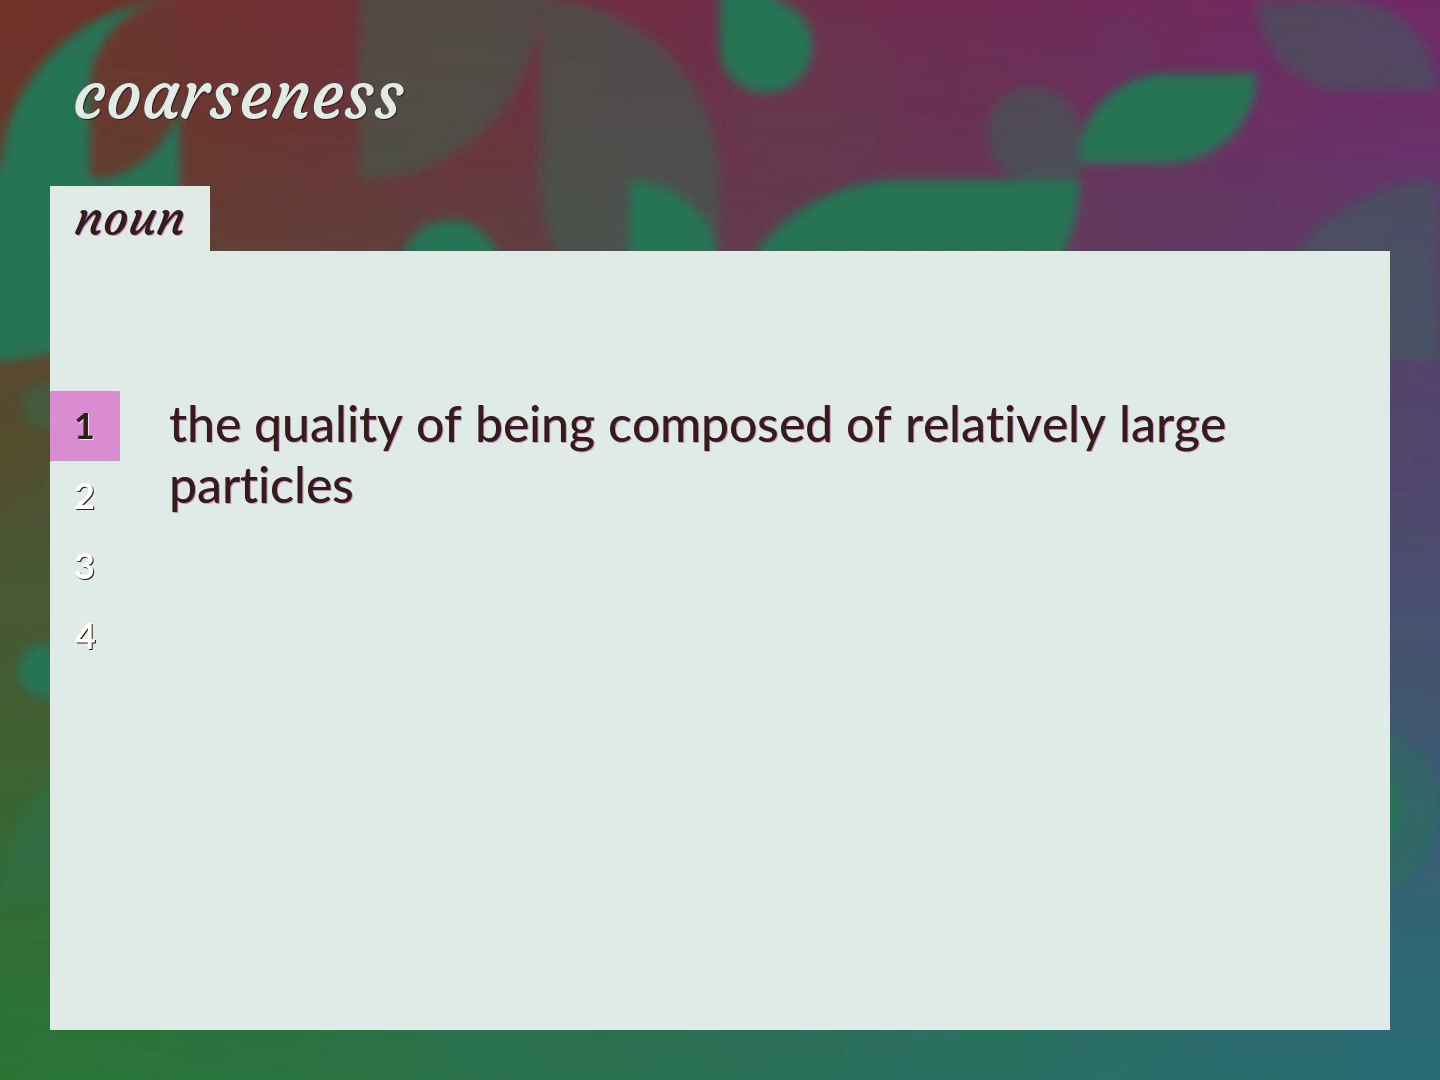 coarseness
noun
1 the quality of being composed of relatively large
particles
2
3
4